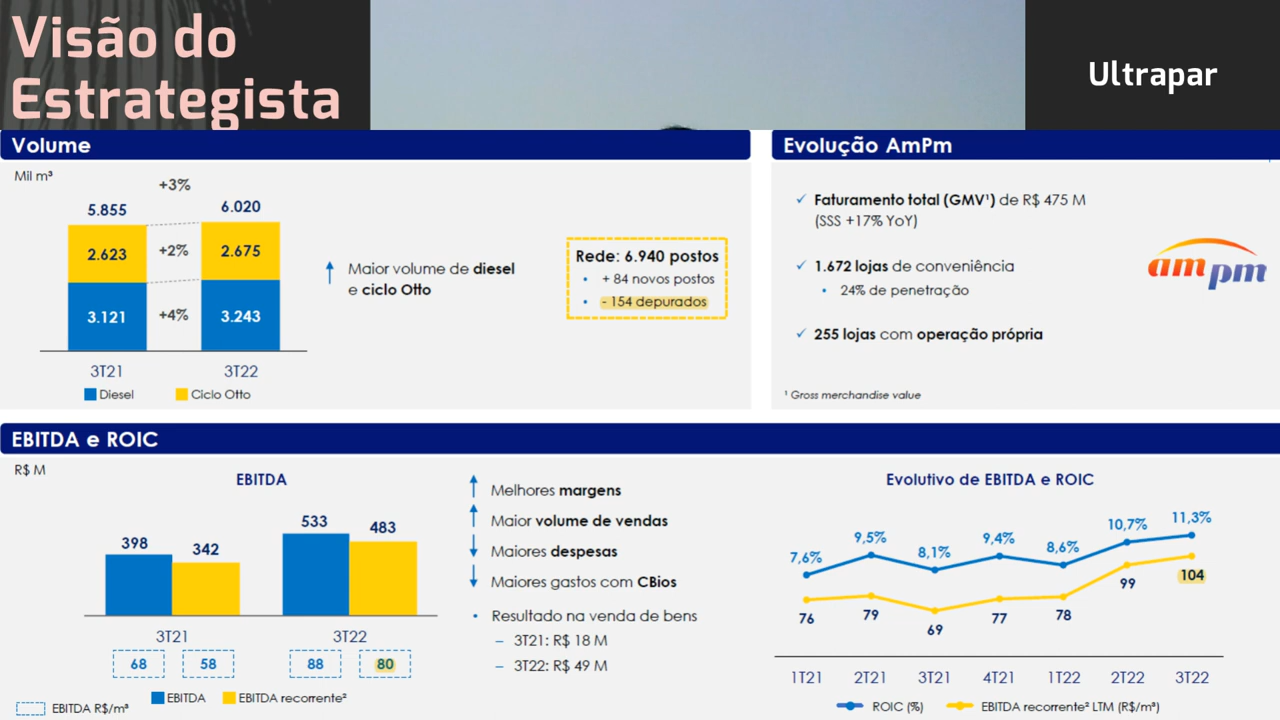 Visão do
Estrategista
Ultrapar
Volume
Mil m³
+3%
5.855
6.020
2.623
+2%
2.675
3.121
+4%
3.243
3T21
3T22
Diesel
Ciclo Otto
Maior volume de diesel
e ciclo Otto
Rede: 6.940 postos
• + 84 novos postos
• - 154 depurados
Evolução AmPm
✓ Faturamento total (GMV¹) de R$ 475 M
(SSS +17% YoY)
✓ 1.672 lojas de conveniência
• 24% de penetração
✓ 255 lojas com operação própria
am pm
¹ Gross merchandise value
EBITDA e ROIC
R$ M
EBITDA
398
342
533
483
3T21
3T22
68
58
88
80
EBITDA
EBITDA recorrente²
EBITDA R$/m³
Melhores margens
Maior volume de vendas
Maiores despesas
Maiores gastos com CBios
• Resultado na venda de bens
– 3T21: R$ 18 M
– 3T22: R$ 49 M
Evolutivo de EBITDA e ROIC
7,6%
9,5%
8,1%
9,4%
8,6%
10,7%
11,3%
76
79
69
77
78
99
104
1T21
2T21
3T21
4T21
1T22
2T22
3T22
ROIC (%)
EBITDA recorrente² LTM (R$/m³)